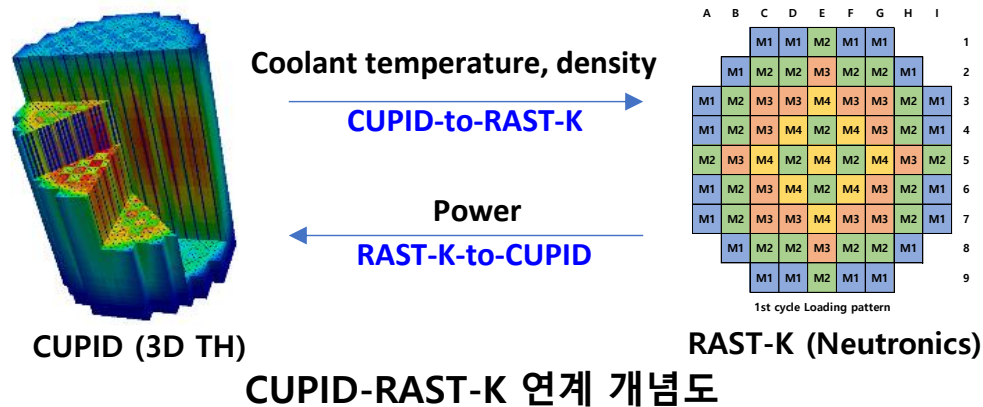 A B C D E F G H I
M1 M1 M2 M1 M1 1
M1 M2 M2 M3 M2 M2 M1 2
M1 M2 M3 M3 M4 M3 M3 M2 M1 3
M1 M2 M3 M4 M2 M4 M3 M2 M1 4
M2 M3 M4 M2 M4 M2 M4 M3 M2 5
M1 M2 M3 M4 M2 M4 M3 M2 M1 6
M1 M2 M3 M3 M4 M3 M3 M2 M1 7
M1 M2 M2 M3 M2 M2 M1 8
M1 M1 M2 M1 M1 9
1st cycle Loading pattern
Coolant temperature, density
CUPID-to-RAST-K
Power
RAST-K-to-CUPID
CUPID (3D TH)
RAST-K (Neutronics)
CUPID-RAST-K 연계 개념도